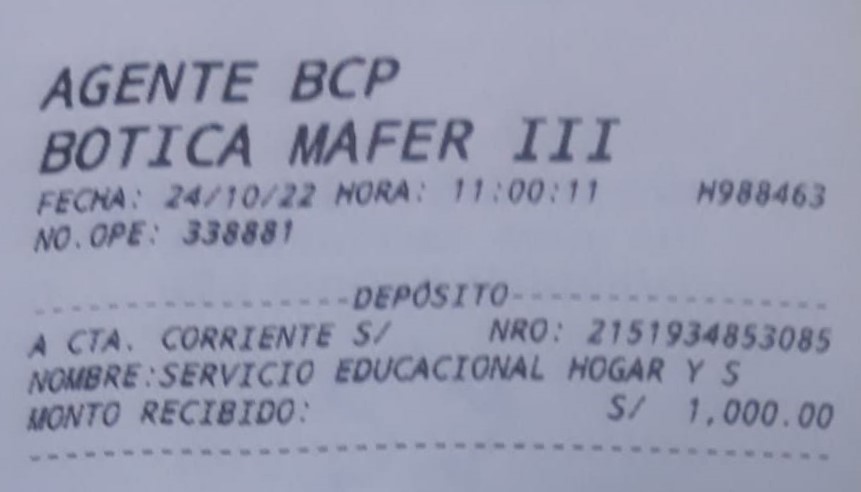 AGENTE BCP
BOTICA MAFER III
FECHA: 24/10/22 HORA: 11:00:11 H988463
NO.OPE: 338881
--------------------DEPÓSITO--------------------
A CTA. CORRIENTE S/ NRO: 2151934853085
NOMBRE:SERVICIO EDUCACIONAL HOGAR Y S
MONTO RECIBIDO: S/ 1,000.00
------------------------------------------------